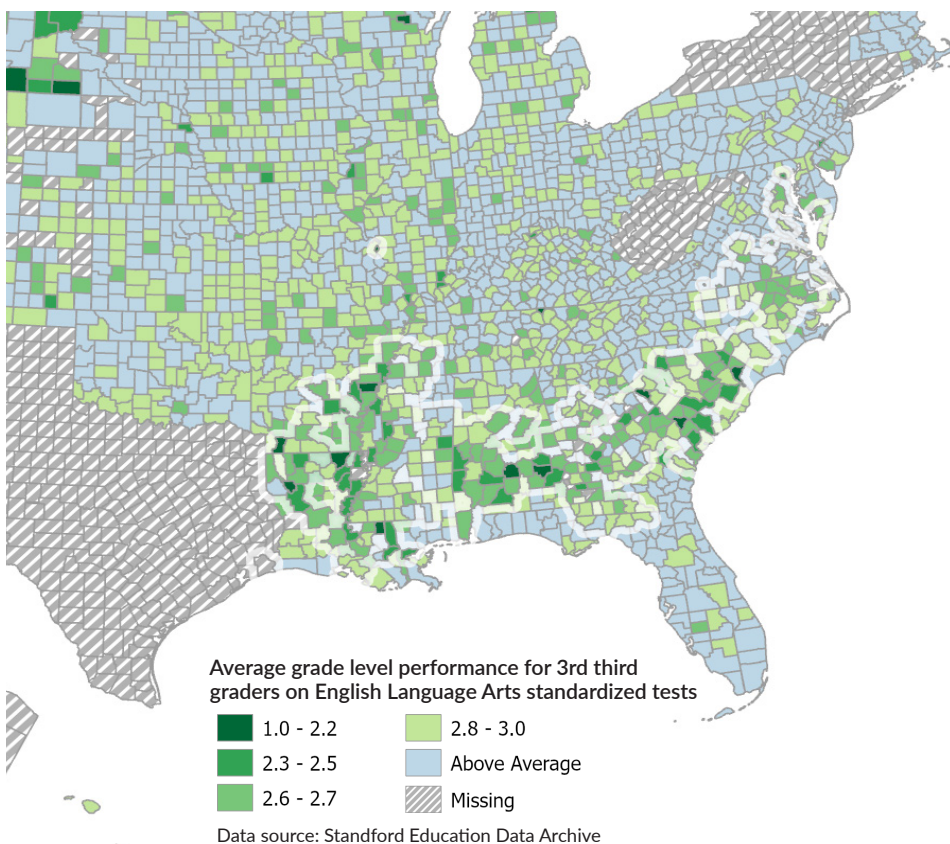 Average grade level performance for 3rd third
graders on English Language Arts standardized tests
1.0 - 2.2
2.3 - 2.5
2.6 - 2.7
2.8 - 3.0
Above Average
Missing
Data source: Standford Education Data Archive